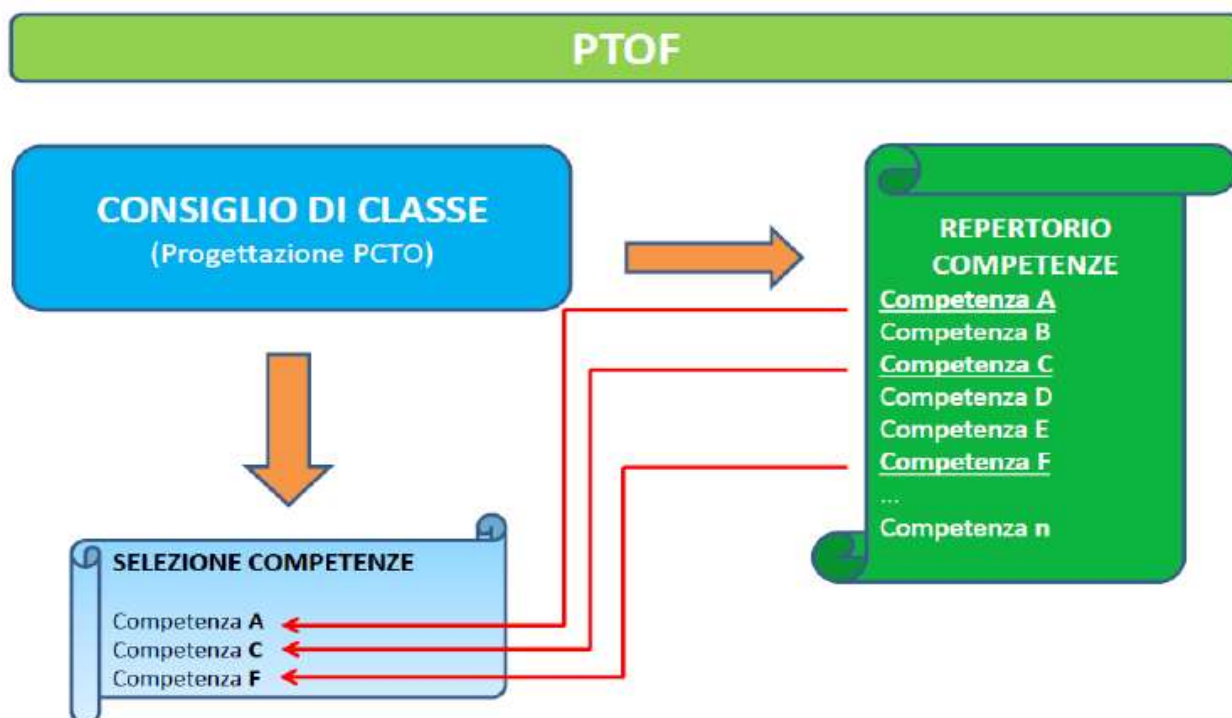 PTOF
CONSIGLIO DI CLASSE
(Progettazione PCTO)
REPERTORIO
COMPETENZE
Competenza A
Competenza B
Competenza C
Competenza D
Competenza E
Competenza F
...
Competenza n
SELEZIONE COMPETENZE
Competenza A
Competenza C
Competenza F